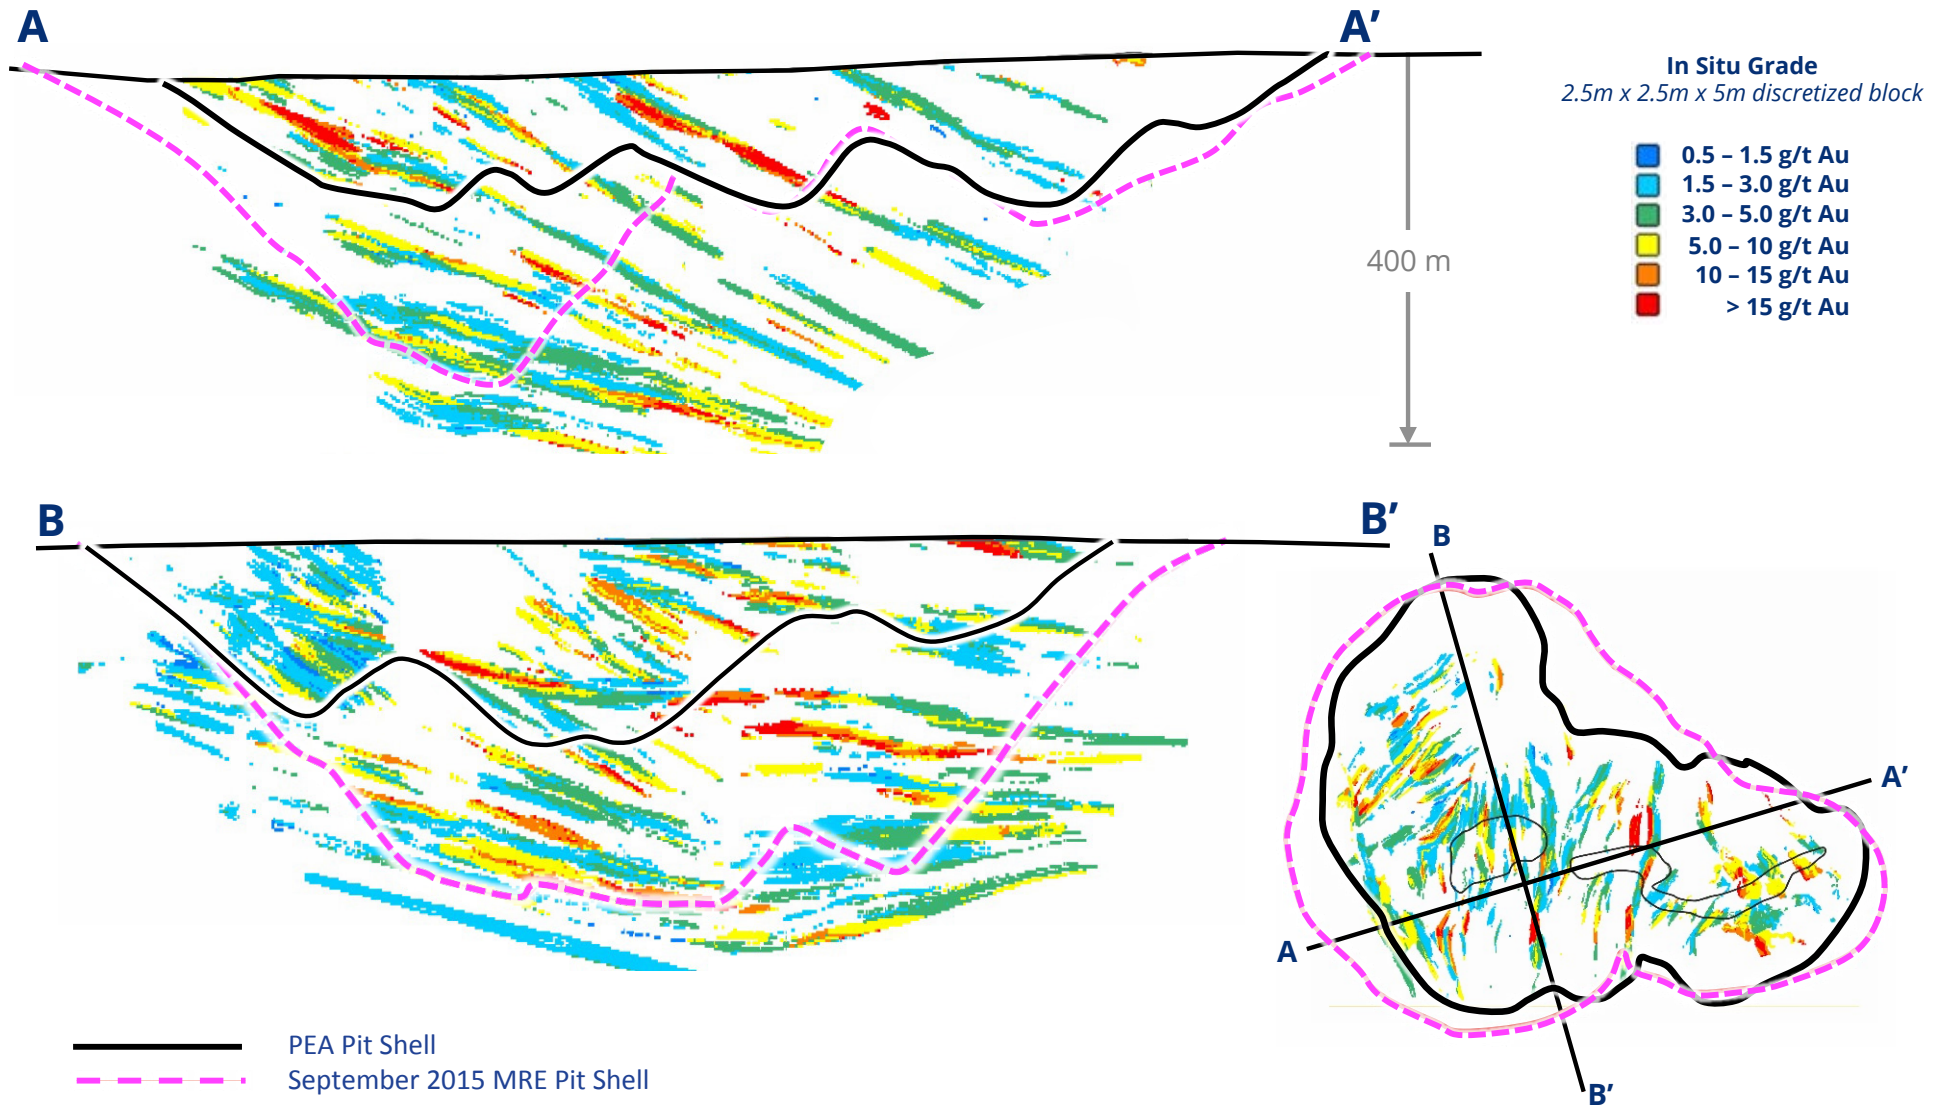 A
A’
In Situ Grade
2.5m x 2.5m x 5m discretized block
0.5 – 1.5 g/t Au
1.5 – 3.0 g/t Au
3.0 – 5.0 g/t Au
5.0 – 10 g/t Au
10 – 15 g/t Au
> 15 g/t Au
400 m
B
B’
B
A’
A
B’
PEA Pit Shell
September 2015 MRE Pit Shell